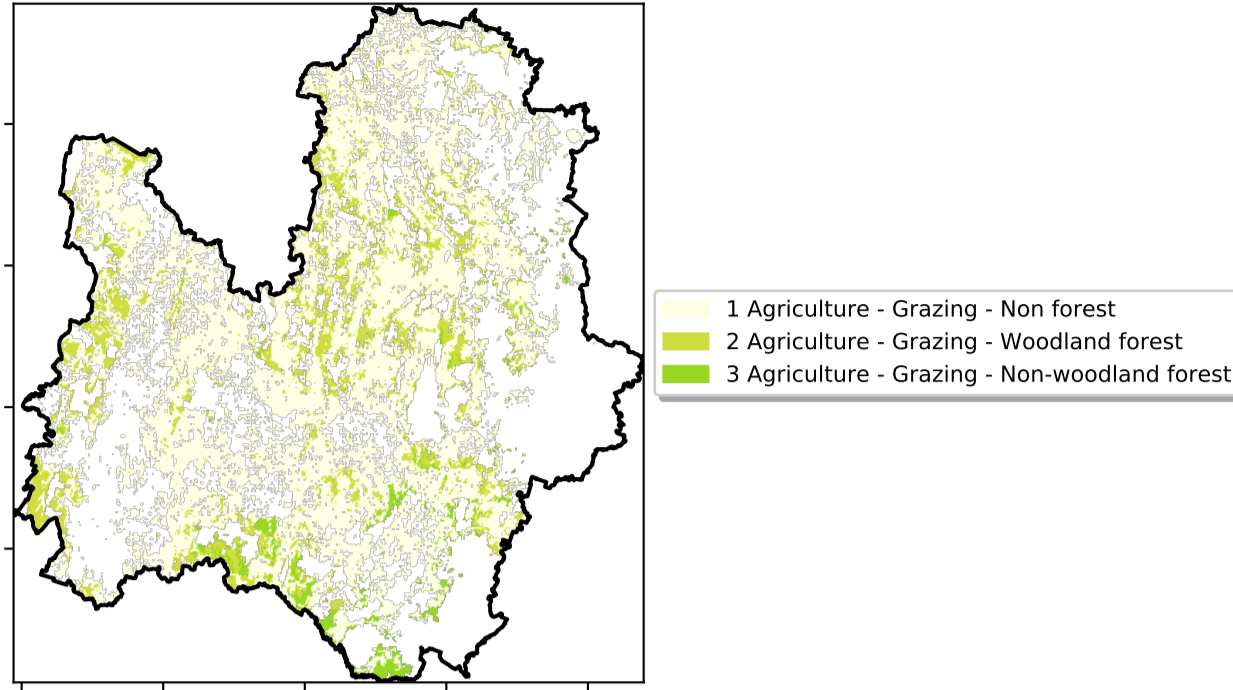 1 Agriculture - Grazing - Non forest
2 Agriculture - Grazing - Woodland forest
3 Agriculture - Grazing - Non-woodland forest